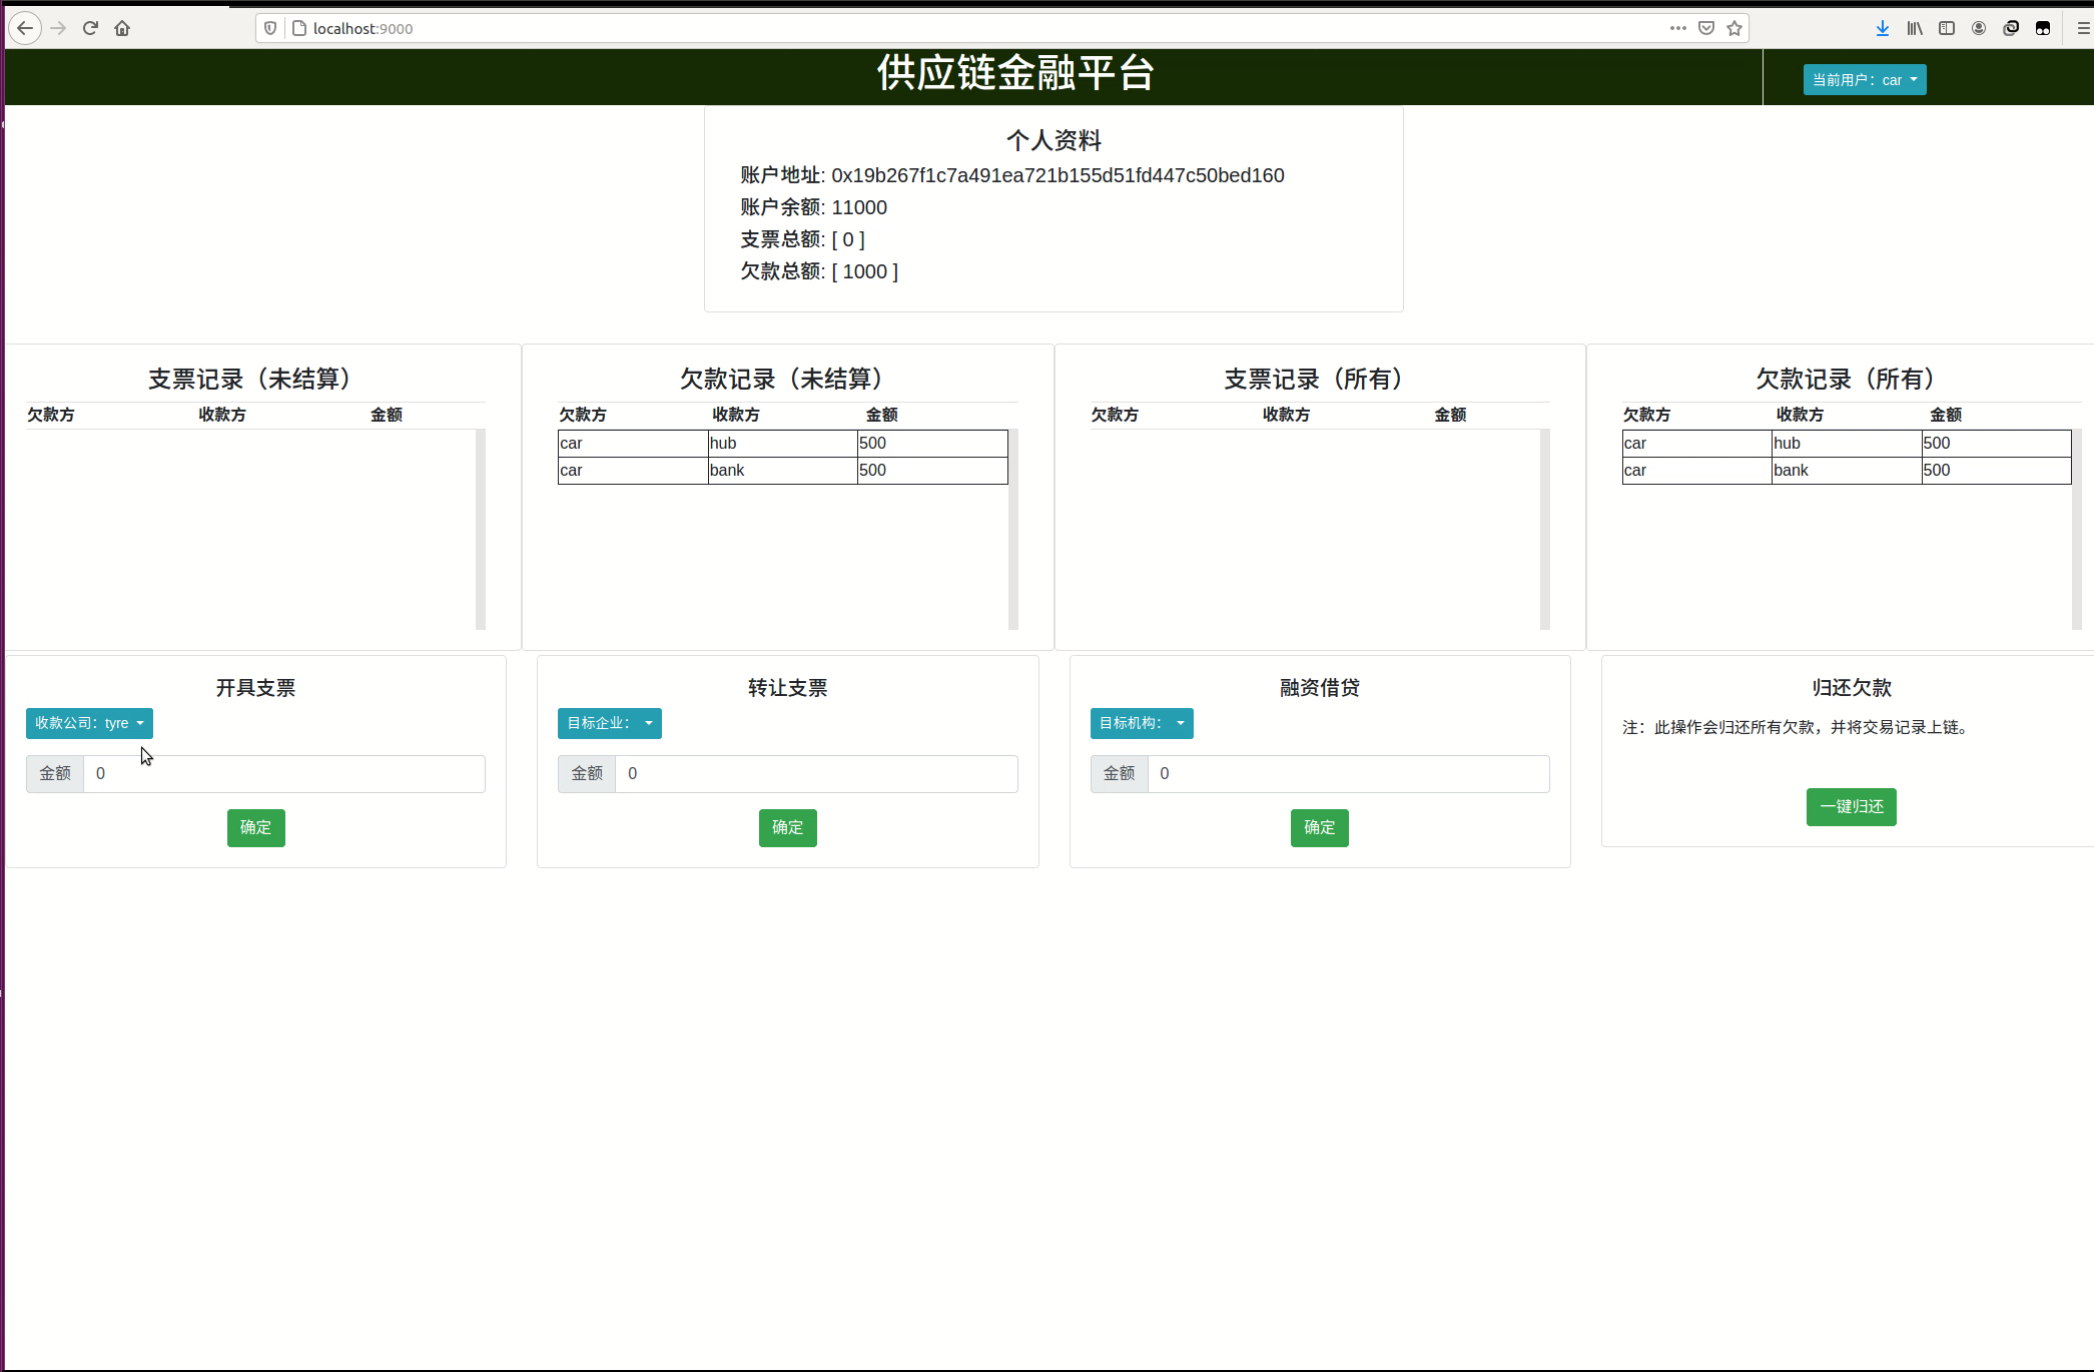 localhost:9000
供应链金融平台
当前用户：car
个人资料
账户地址: 0x19b267f1c7a491ea721b155d51fd447c50bed160
账户余额: 11000
支票总额: [ 0 ]
欠款总额: [ 1000 ]
支票记录（未结算）
欠款方 收款方 金额
欠款记录（未结算）
欠款方 收款方 金额
car hub 500
car bank 500
支票记录（所有）
欠款方 收款方 金额
欠款记录（所有）
欠款方 收款方 金额
car hub 500
car bank 500
开具支票
收款公司：tyre
金额 0
确定
转让支票
目标企业：
金额 0
确定
融资借贷
目标机构：
金额 0
确定
归还欠款
注：此操作会归还所有欠款，并将交易记录上链。
一键归还